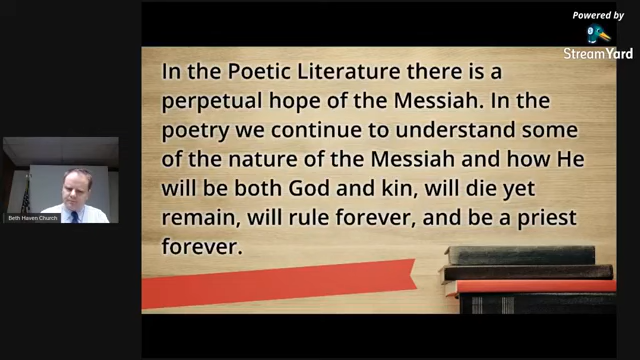 Powered by
StreamYard
In the Poetic Literature there is a
perpetual hope of the Messiah. In the
poetry we continue to understand some
of the nature of the Messiah and how He
will be both God and kin, will die yet
remain, will rule forever, and be a priest
forever.
Beth Haven Church